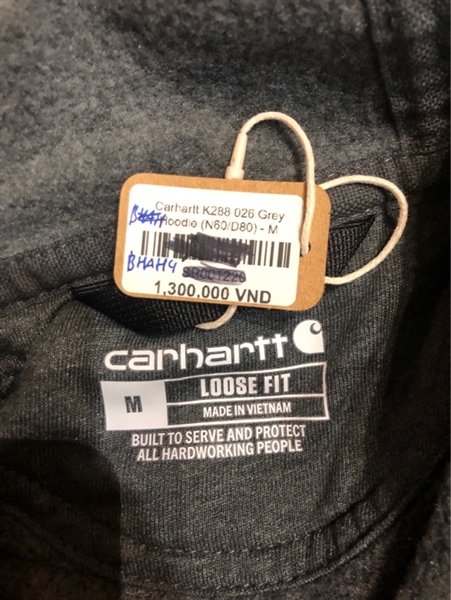 Carhartt K288 026 Grey
Hoodie (N60/D80) - M
BHAH4
1.300.000 VND
carhartt
M
LOOSE FIT
MADE IN VIETNAM
BUILT TO SERVE AND PROTECT
ALL HARDWORKING PEOPLE